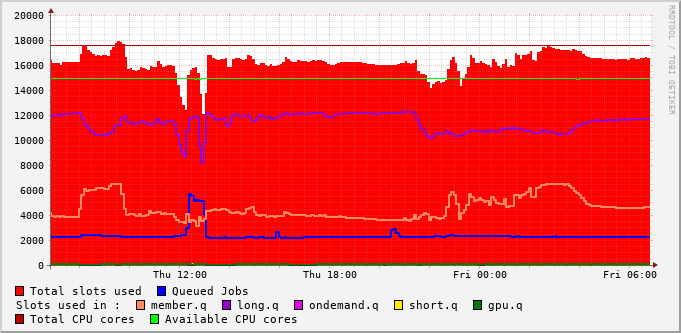 20000
18000
16000
14000
12000
10000
8000
6000
4000
2000
0
Thu 12:00 Thu 18:00 Fri 00:00 Fri 06:00
RRDTOOL / TOBI OETIKER
Total slots used Queued Jobs
Slots used in : member.q long.q ondemand.q short.q gpu.q
Total CPU cores Available CPU cores